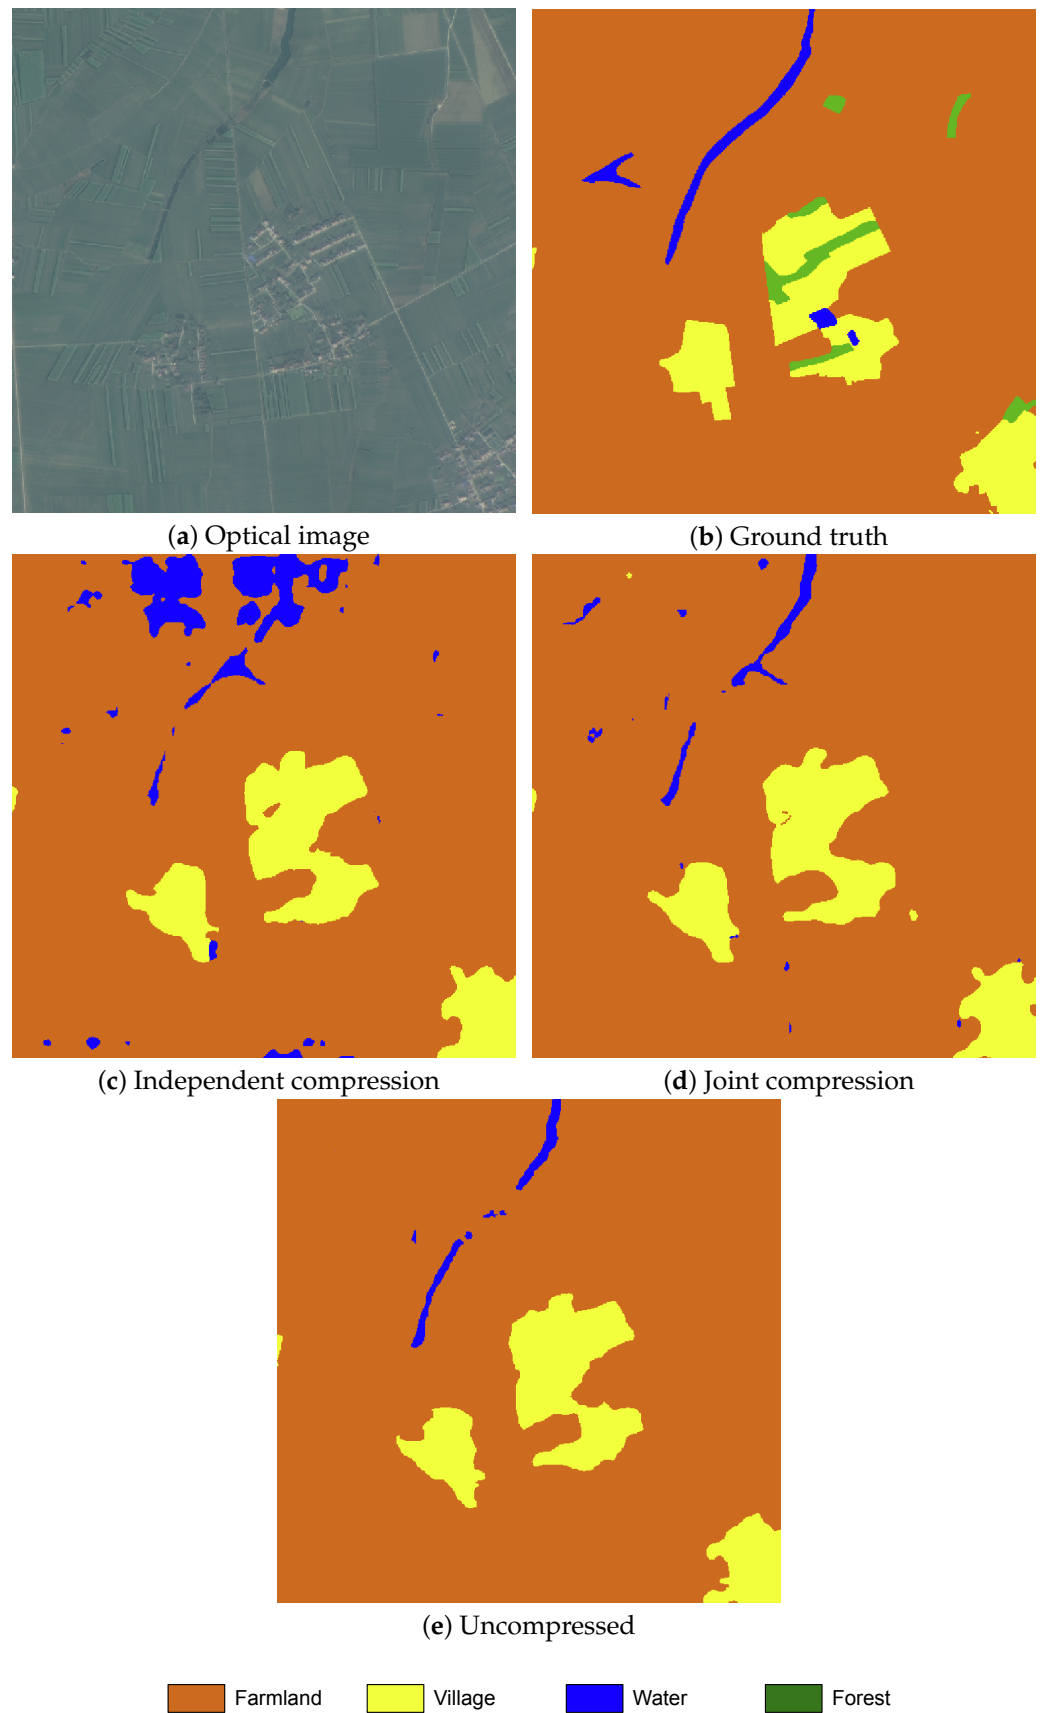 (a) Optical image
(b) Ground truth
(c) Independent compression
(d) Joint compression
(e) Uncompressed
Farmland Village Water Forest